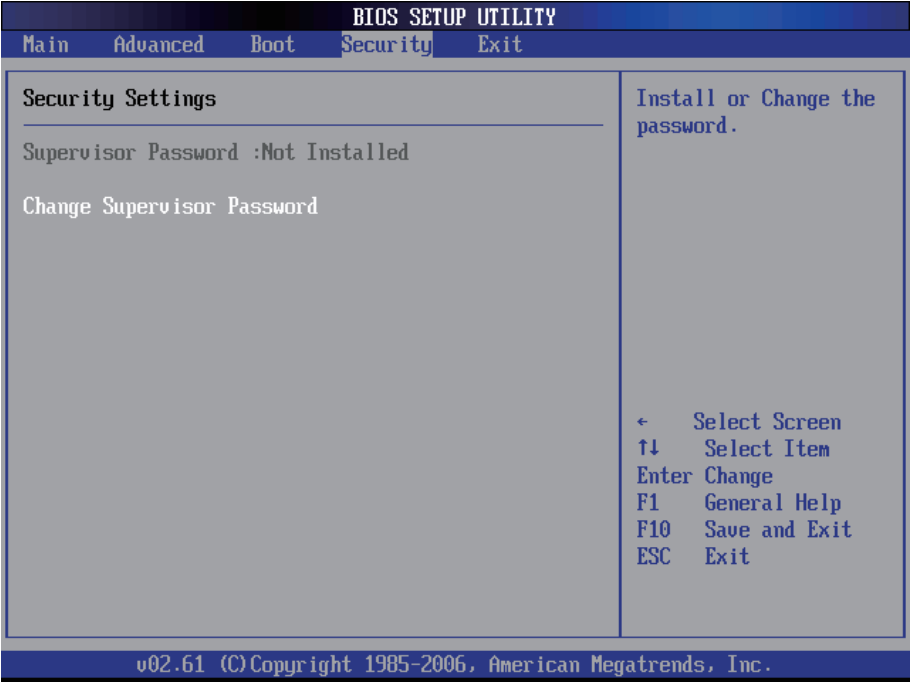 BIOS SETUP UTILITY
Main Advanced Boot Security Exit
Security Settings
Supervisor Password :Not Installed
Change Supervisor Password
Install or Change the
password.
← Select Screen
↑↓ Select Item
Enter Change
F1 General Help
F10 Save and Exit
ESC Exit
v02.61 (C)Copyright 1985-2006, American Megatrends, Inc.